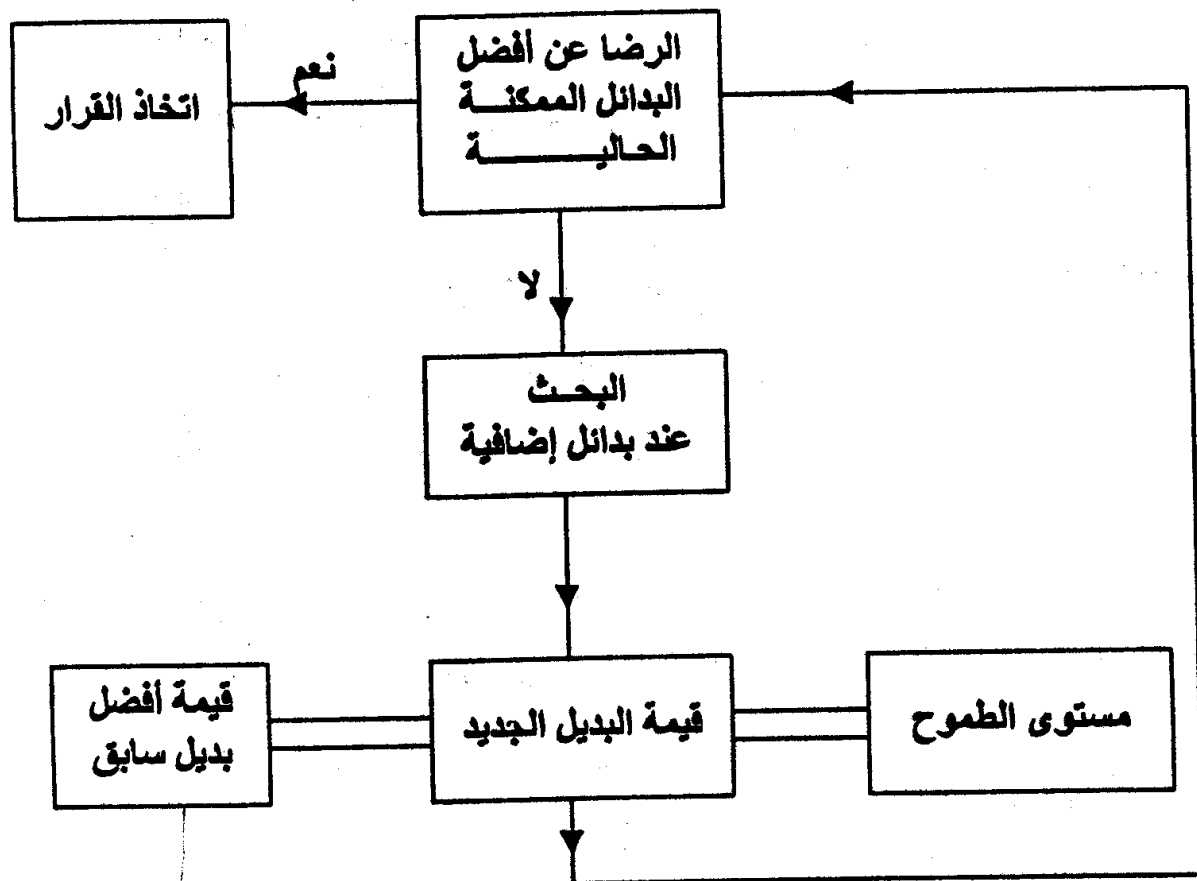 الرضا عن أفضل
البدائل الممكنة
الحالية
نعم
اتخاذ القرار
لا
البحث
عند بدائل إضافية
مستوى الطموح
قيمة البديل الجديد
قيمة أفضل
بديل سابق